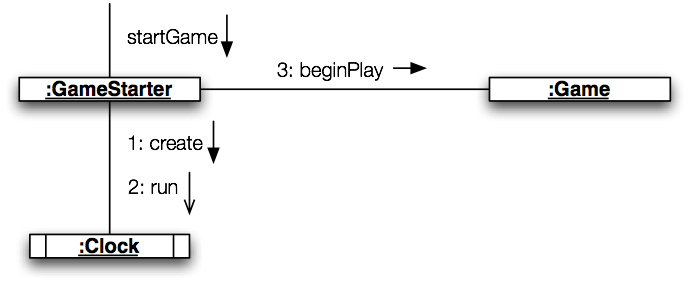 startGame
3: beginPlay
:GameStarter
:Game
1: create
2: run
:Clock